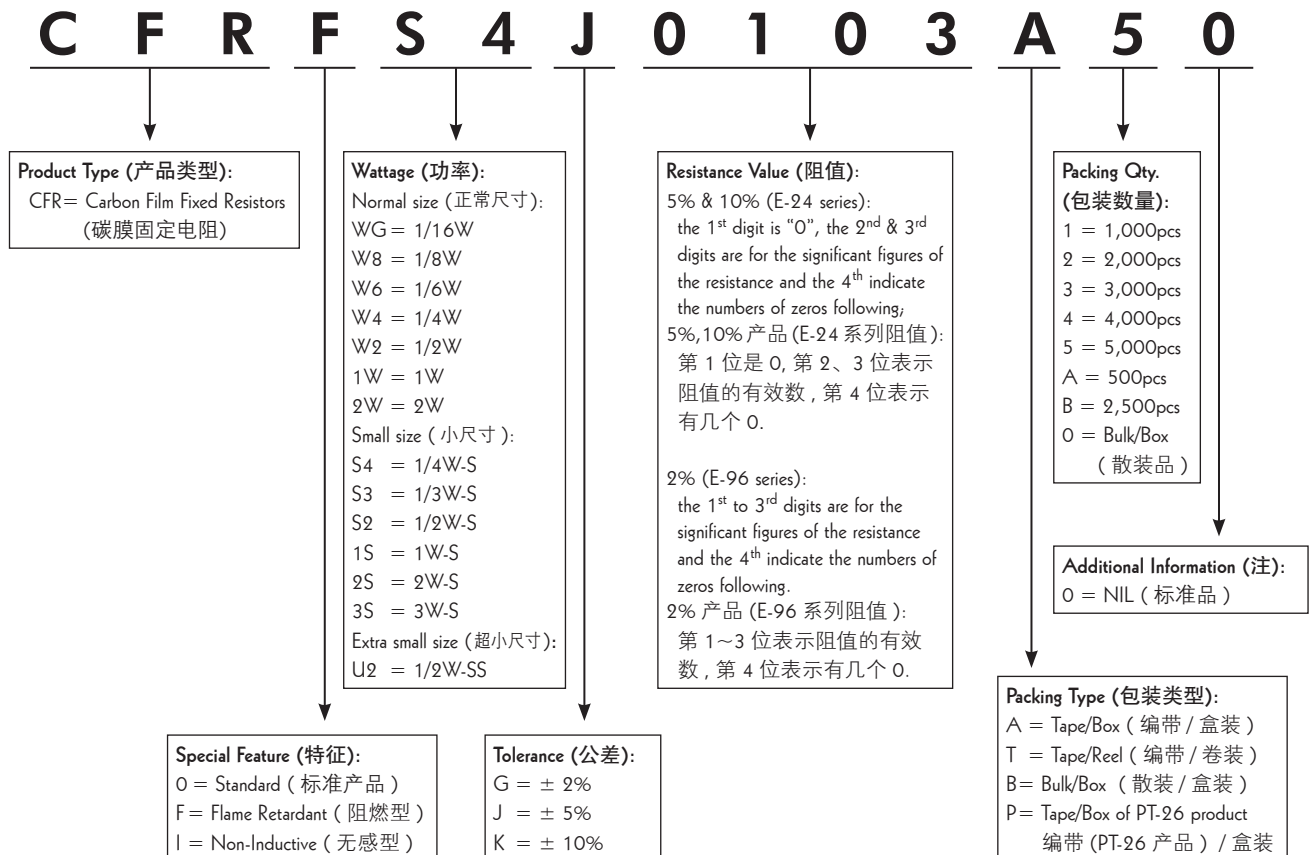 CFRFS4J0103A50
Product Type (产品类型):
CFR= Carbon Film Fixed Resistors
(碳膜固定电阻)
Wattage (功率):
Normal size (正常尺寸):
WG= 1/16W
W8 = 1/8W
W6 = 1/6W
W4 = 1/4W
W2 = 1/2W
1W = 1W
2W = 2W
Small size ( 小尺寸 ):
S4 = 1/4W-S
S3 = 1/3W-S
S2 = 1/2W-S
1S = 1W-S
2S = 2W-S
3S = 3W-S
Extra small size (超小尺寸):
U2 = 1/2W-SS
Resistance Value (阻值):
5% & 10% (E-24 series):
the 1st digit is “0”, the 2nd & 3rd
digits are for the significant figures of
the resistance and the 4th indicate
the numbers of zeros following;
5%,10% 产品 (E-24 系列阻值):
第 1 位是 0, 第 2、3 位表示
阻值的有效数 , 第 4 位表示
有几个 0.
2% (E-96 series):
the 1st to 3rd digits are for the
significant figures of the resistance
and the 4th indicate the numbers of
zeros following.
2% 产品 (E-96 系列阻值 ):
第 1~3 位表示阻值的有效
数 , 第 4 位表示有几个 0.
Packing Qty.
(包装数量):
1 = 1,000pcs
2 = 2,000pcs
3 = 3,000pcs
4 = 4,000pcs
5 = 5,000pcs
A = 500pcs
B = 2,500pcs
0 = Bulk/Box
( 散装品 )
Additional Information (注):
0 = NIL ( 标准品 )
Special Feature (特征):
0 = Standard ( 标准产品 )
F = Flame Retardant ( 阻燃型 )
I = Non-Inductive ( 无感型 )
Tolerance (公差):
G = ± 2%
J = ± 5%
K = ± 10%
Packing Type (包装类型):
A = Tape/Box ( 编带 / 盒装 )
T = Tape/Reel ( 编带 / 卷装 )
B= Bulk/Box ( 散装 / 盒装 )
P= Tape/Box of PT-26 product
编带 (PT-26 产品 ) / 盒装